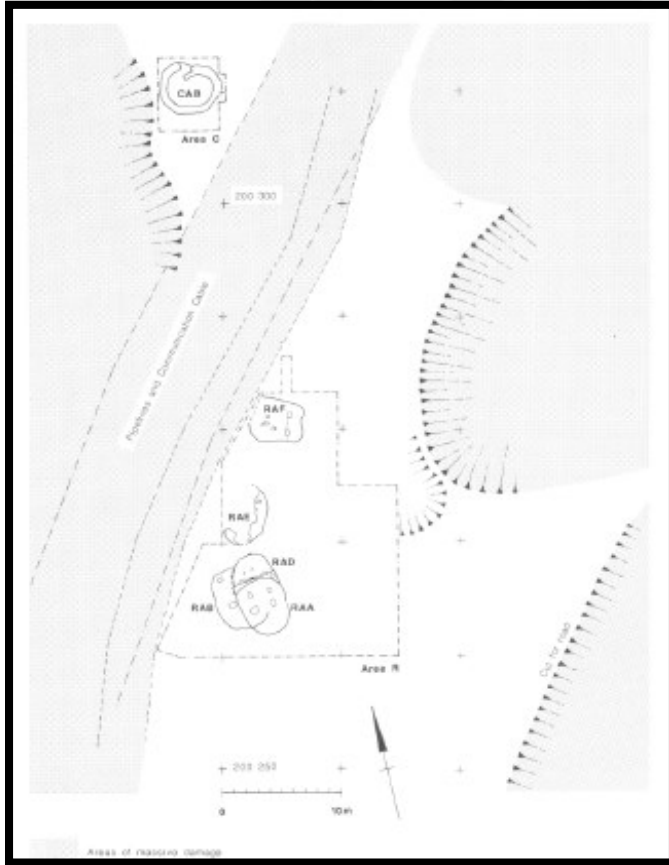 CAB
Area C
200 300
Pipelines and Communication Cable
RAF
RAE
RAD
RAB
RAA
Area R
Cut for road
200 250
0
10m
Areas of massive damage